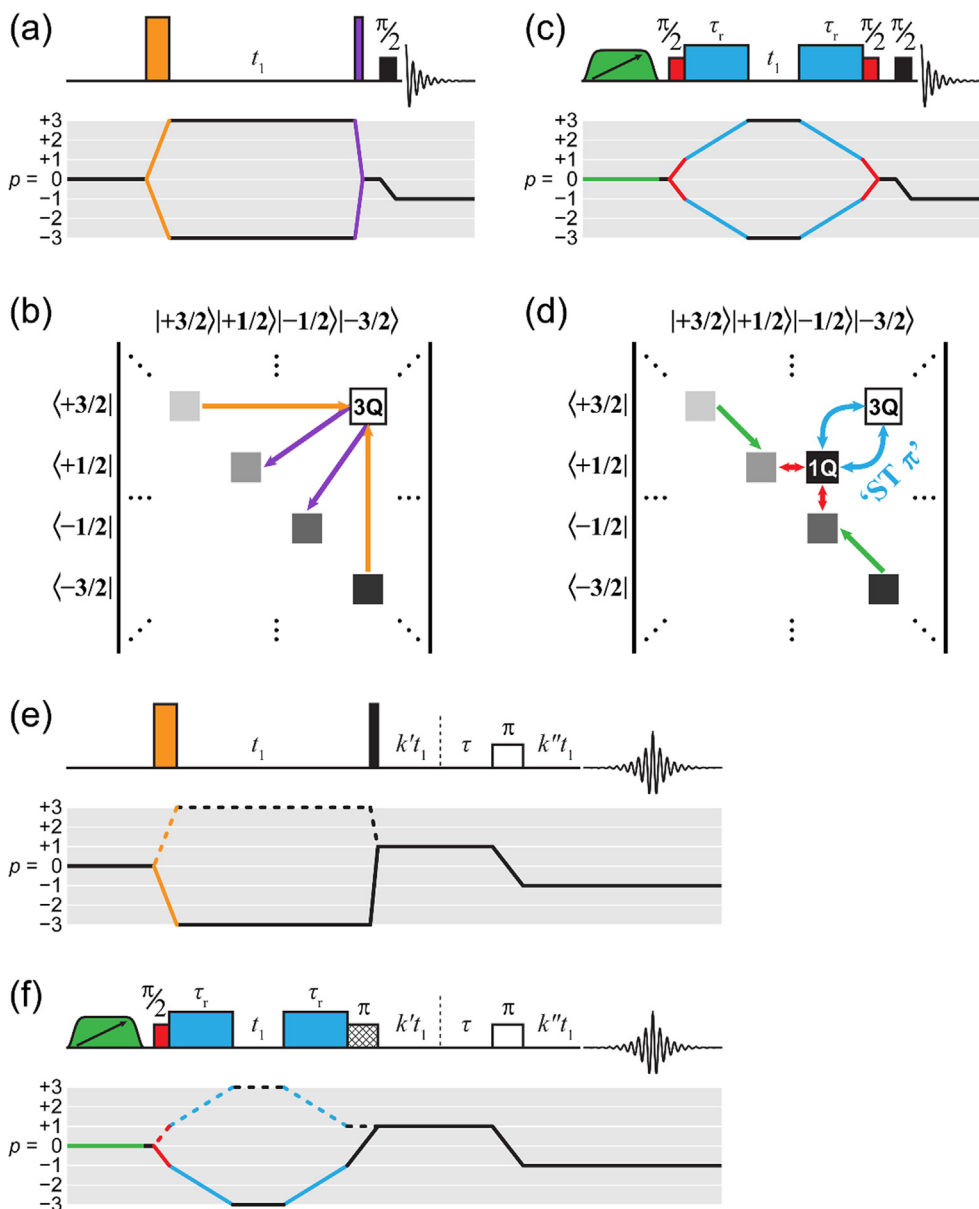 (a)
π/2
t₁
+3
+2
+1
p = 0
−1
−2
−3
(c)
π/2 τᵣ τᵣ π/2 π/2
t₁
+3
+2
+1
p = 0
−1
−2
−3
(b)
|+3/2⟩|+1/2⟩|−1/2⟩|−3/2⟩
⟨+3/2| 3Q
⟨+1/2|
⟨−1/2|
⟨−3/2|
(d)
|+3/2⟩|+1/2⟩|−1/2⟩|−3/2⟩
⟨+3/2| 3Q
⟨+1/2| 1Q
‘ST π’
⟨−1/2|
⟨−3/2|
(e)
π
t₁ k′t₁ τ k″t₁
+3
+2
+1
p = 0
−1
−2
−3
(f)
π/2 τᵣ τᵣ π π
t₁ k′t₁ τ k″t₁
+3
+2
+1
p = 0
−1
−2
−3